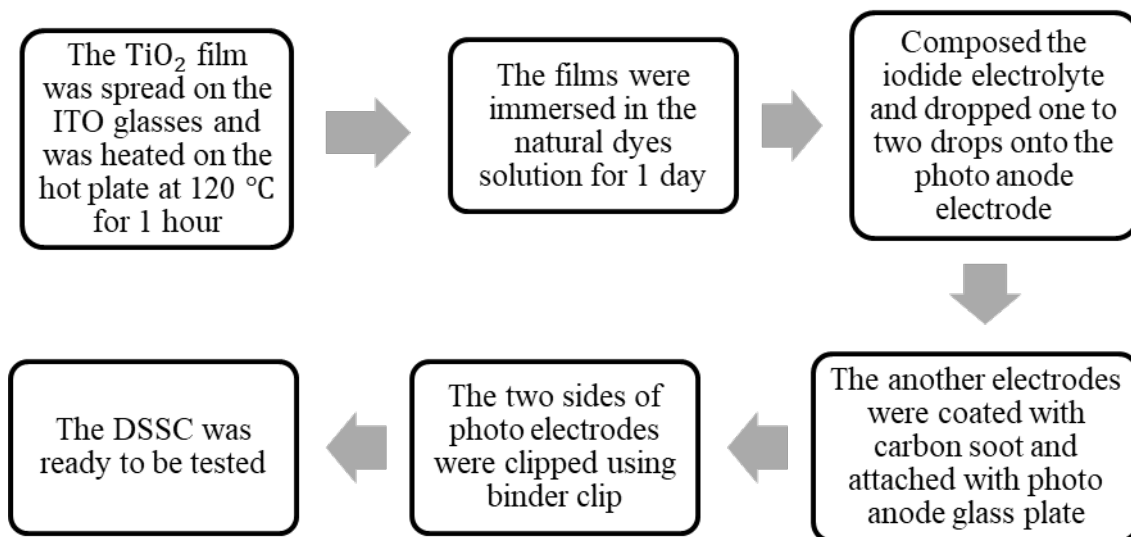 The TiO₂ film
was spread on the
ITO glasses and
was heated on the
hot plate at 120 ℃
for 1 hour
The films were
immersed in the
natural dyes
solution for 1 day
Composed the
iodide electrolyte
and dropped one to
two drops onto the
photo anode
electrode
The another electrodes
were coated with
carbon soot and
attached with photo
anode glass plate
The two sides of
photo electrodes
were clipped using
binder clip
The DSSC was
ready to be tested